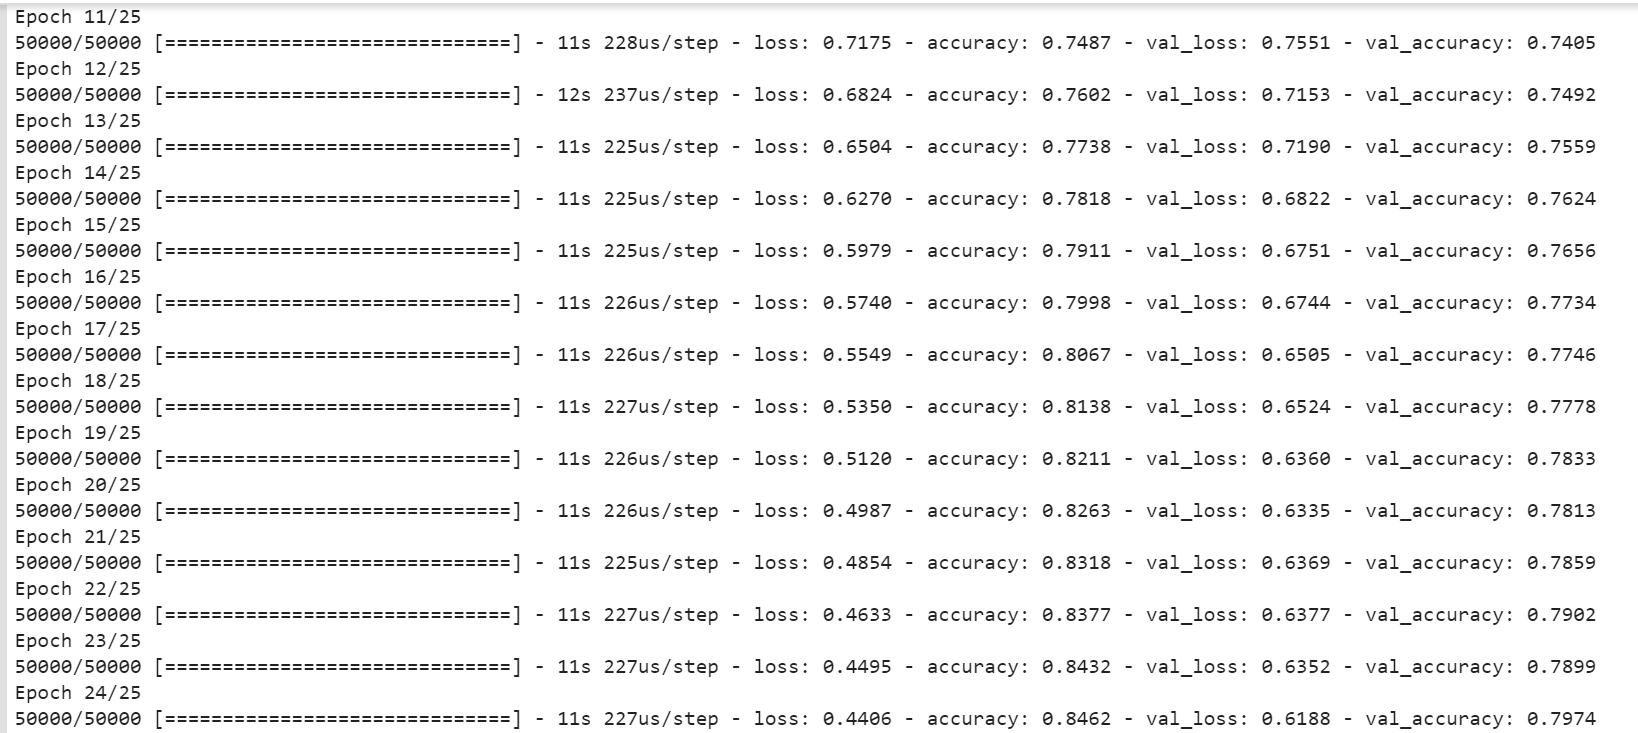 Epoch 11/25
50000/50000 [==============================] - 11s 228us/step - loss: 0.7175 - accuracy: 0.7487 - val_loss: 0.7551 - val_accuracy: 0.7405
Epoch 12/25
50000/50000 [==============================] - 12s 237us/step - loss: 0.6824 - accuracy: 0.7602 - val_loss: 0.7153 - val_accuracy: 0.7492
Epoch 13/25
50000/50000 [==============================] - 11s 225us/step - loss: 0.6504 - accuracy: 0.7738 - val_loss: 0.7190 - val_accuracy: 0.7559
Epoch 14/25
50000/50000 [==============================] - 11s 225us/step - loss: 0.6270 - accuracy: 0.7818 - val_loss: 0.6822 - val_accuracy: 0.7624
Epoch 15/25
50000/50000 [==============================] - 11s 225us/step - loss: 0.5979 - accuracy: 0.7911 - val_loss: 0.6751 - val_accuracy: 0.7656
Epoch 16/25
50000/50000 [==============================] - 11s 226us/step - loss: 0.5740 - accuracy: 0.7998 - val_loss: 0.6744 - val_accuracy: 0.7734
Epoch 17/25
50000/50000 [==============================] - 11s 226us/step - loss: 0.5549 - accuracy: 0.8067 - val_loss: 0.6505 - val_accuracy: 0.7746
Epoch 18/25
50000/50000 [==============================] - 11s 227us/step - loss: 0.5350 - accuracy: 0.8138 - val_loss: 0.6524 - val_accuracy: 0.7778
Epoch 19/25
50000/50000 [==============================] - 11s 226us/step - loss: 0.5120 - accuracy: 0.8211 - val_loss: 0.6360 - val_accuracy: 0.7833
Epoch 20/25
50000/50000 [==============================] - 11s 226us/step - loss: 0.4987 - accuracy: 0.8263 - val_loss: 0.6335 - val_accuracy: 0.7813
Epoch 21/25
50000/50000 [==============================] - 11s 225us/step - loss: 0.4854 - accuracy: 0.8318 - val_loss: 0.6369 - val_accuracy: 0.7859
Epoch 22/25
50000/50000 [==============================] - 11s 227us/step - loss: 0.4633 - accuracy: 0.8377 - val_loss: 0.6377 - val_accuracy: 0.7902
Epoch 23/25
50000/50000 [==============================] - 11s 227us/step - loss: 0.4495 - accuracy: 0.8432 - val_loss: 0.6352 - val_accuracy: 0.7899
Epoch 24/25
50000/50000 [==============================] - 11s 227us/step - loss: 0.4406 - accuracy: 0.8462 - val_loss: 0.6188 - val_accuracy: 0.7974